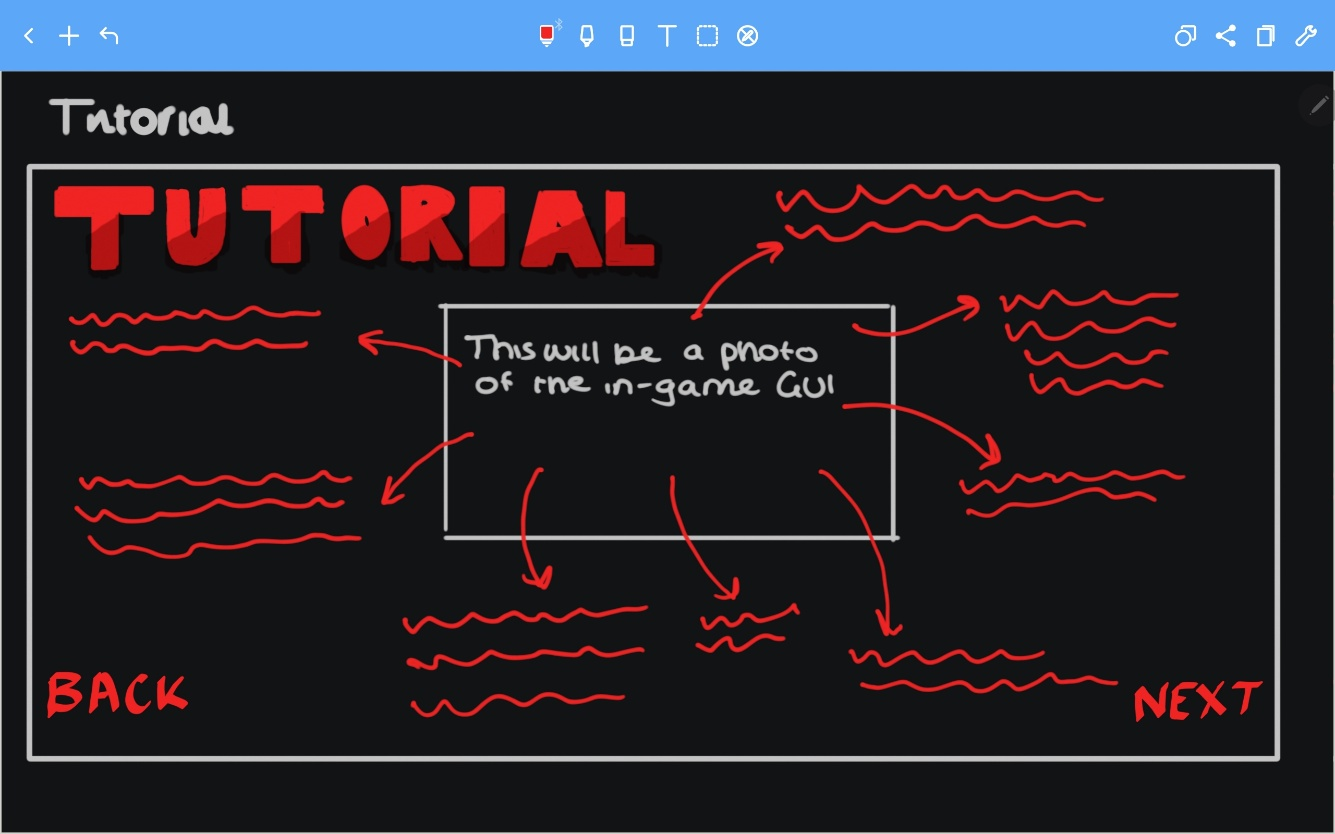 Tutorial
TUTORIAL
This will be a photo
of the in-game GUI
BACK
NEXT